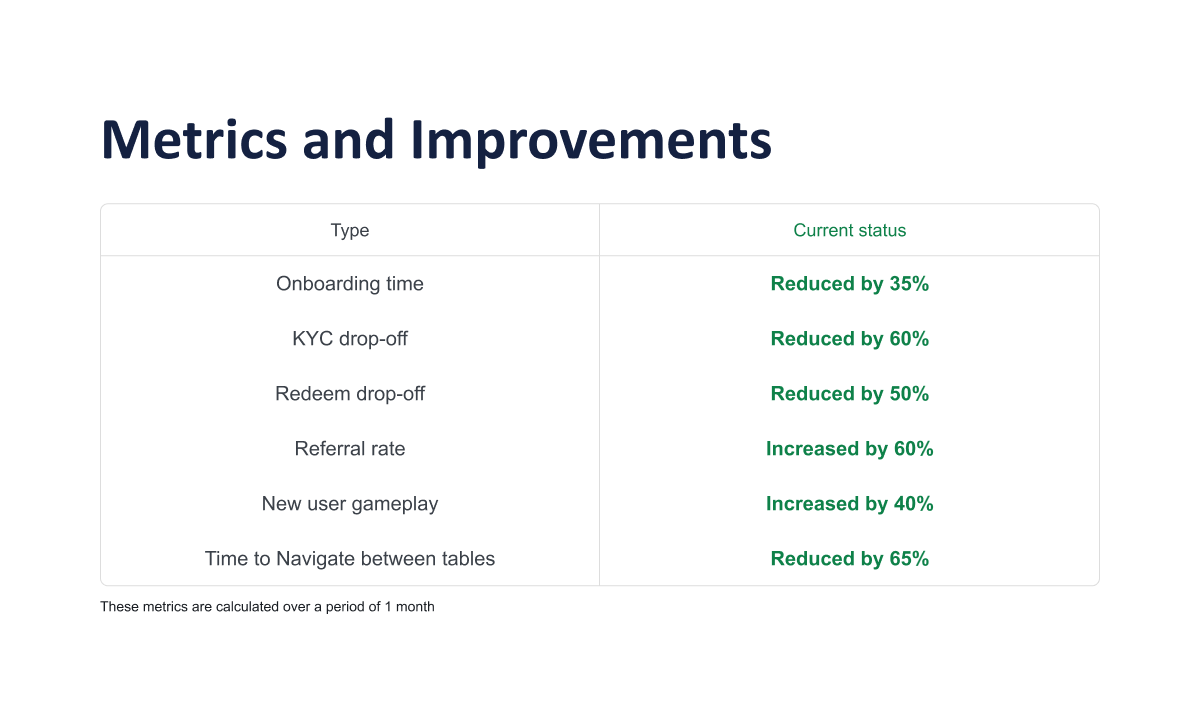 Metrics and Improvements
Type Current status
Onboarding time Reduced by 35%
KYC drop-off Reduced by 60%
Redeem drop-off Reduced by 50%
Referral rate Increased by 60%
New user gameplay Increased by 40%
Time to Navigate between tables Reduced by 65%
These metrics are calculated over a period of 1 month